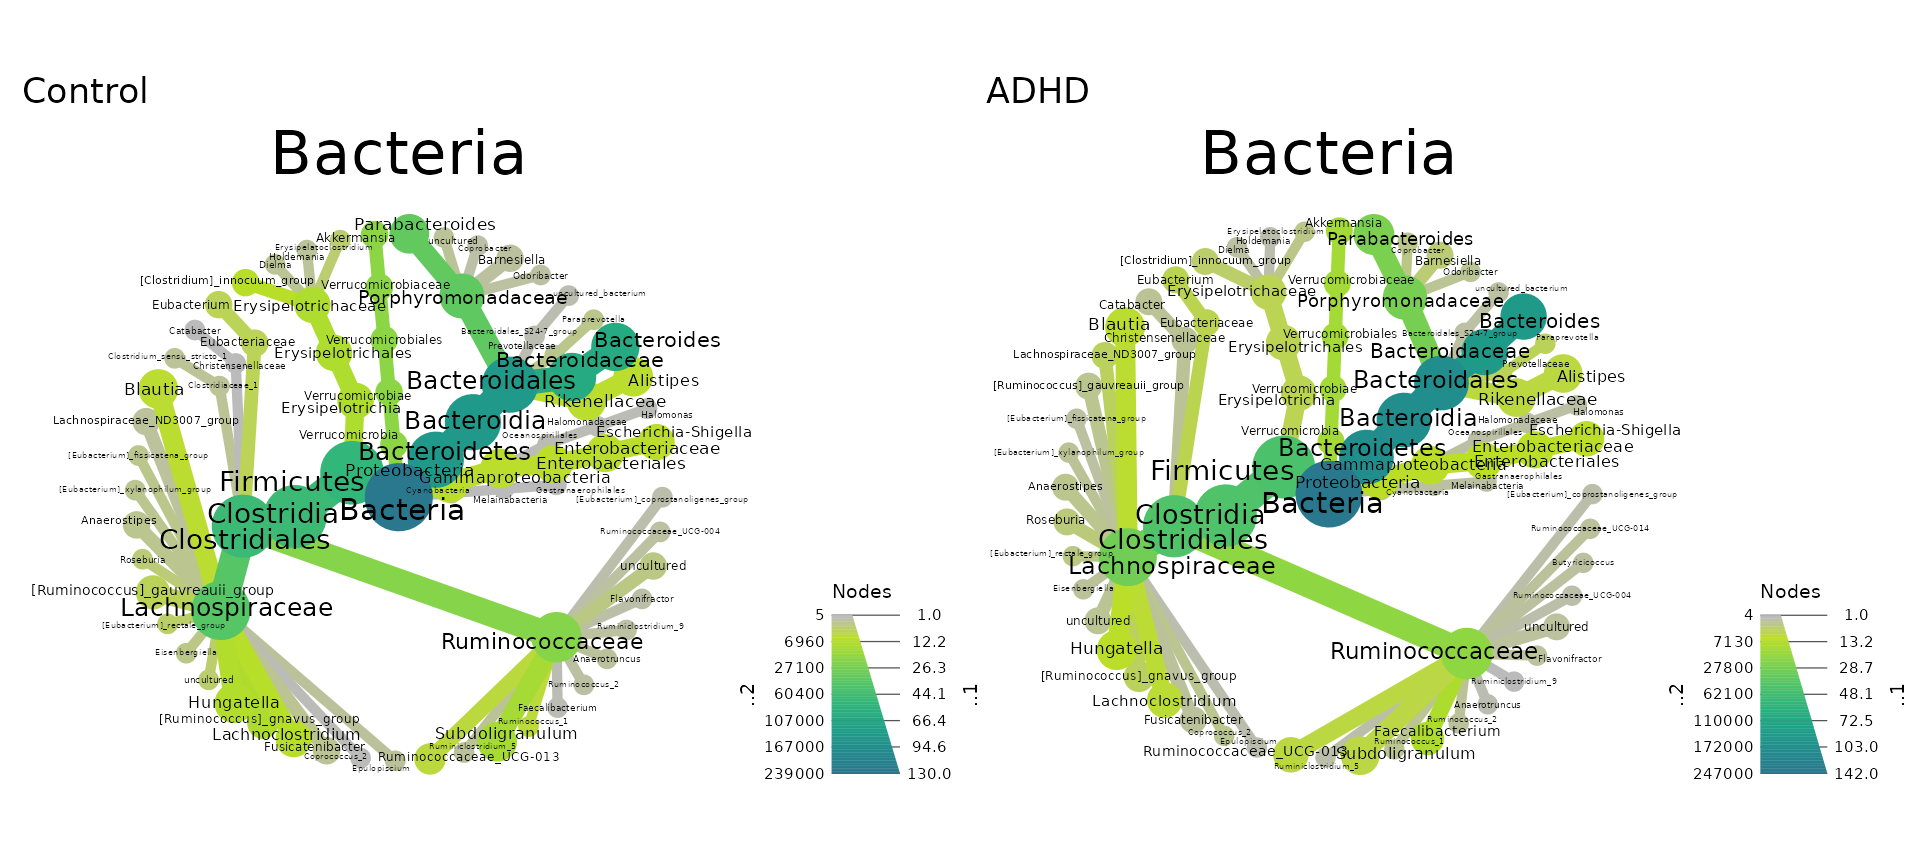 Control
Bacteria
Parabacteroides
Akkermansia
uncultured
Erysipelatoclostridium
Coprobacter
Holdemania
Barnesiella
Dielma
Odoribacter
[Clostridium]_innocuum_group
Verrucomicrobiaceae
uncultured_bacterium
Porphyromonadaceae
Eubacterium
Erysipelotrichaceae
Paraprevotella
Catabacter
Bacteroidales_S24-7_group
Eubacteriaceae
Verrucomicrobiales
Bacteroides
Prevotellaceae
Erysipelotrichales
Clostridium_sensu_stricto_1
Bacteroidaceae
Christensenellaceae
Bacteroidales
Alistipes
Clostridiaceae_1
Blautia
Verrucomicrobiae
Rikenellaceae
Erysipelotrichia
Halomonas
Lachnospiraceae_ND3007_group
Bacteroidia
Halomonadaceae
Escherichia-Shigella
Verrucomicrobia
Oceanospirillales
Enterobacteriaceae
Bacteroidetes
[Eubacterium]_fissicatena_group
Enterobacteriales
Proteobacteria
Gammaproteobacteria
Firmicutes
[Eubacterium]_xylanophilum_group
Cyanobacteria
Gastranaerophilales
Melainabacteria
[Eubacterium]_coprostanoligenes_group
Bacteria
Clostridia
Anaerostipes
Ruminococcaceae_UCG-004
Clostridiales
Roseburia
uncultured
[Ruminococcus]_gauvreauii_group
Flavonifractor
Lachnospiraceae
[Eubacterium]_rectale_group
Ruminiclostridium_9
Ruminococcaceae
Eisenbergiella
Anaerotruncus
uncultured
Ruminococcus_2
Hungatella
Faecalibacterium
[Ruminococcus]_gnavus_group
Ruminococcus_1
Lachnoclostridium
Subdoligranulum
Fusicatenibacter
Ruminiclostridium_5
Coprococcus_2
Ruminococcaceae_UCG-013
Epulopiscium
Nodes
5 1.0
6960 12.2
27100 26.3
60400 44.1
107000 66.4
167000 94.6
239000 130.0
..2
..1
ADHD
Bacteria
Akkermansia
Erysipelatoclostridium
Parabacteroides
Holdemania
Dielma
Coprobacter
[Clostridium]_innocuum_group
Barnesiella
Odoribacter
Eubacterium
Verrucomicrobiaceae
Erysipelotrichaceae
uncultured_bacterium
Catabacter
Porphyromonadaceae
Blautia
Eubacteriaceae
Bacteroides
Christensenellaceae
Verrucomicrobiales
Bacteroidales_S24-7_group
Paraprevotella
Erysipelotrichales
Bacteroidaceae
Lachnospiraceae_ND3007_group
Prevotellaceae
Bacteroidales
Alistipes
[Ruminococcus]_gauvreauii_group
Verrucomicrobiae
Erysipelotrichia
Rikenellaceae
Halomonas
[Eubacterium]_fissicatena_group
Bacteroidia
Halomonadaceae
Verrucomicrobia
Oceanospirillales
Escherichia-Shigella
Bacteroidetes
Enterobacteriaceae
[Eubacterium]_xylanophilum_group
Enterobacteriales
Gammaproteobacteria
Firmicutes
Gastranaerophilales
Proteobacteria
Melainabacteria
Anaerostipes
Cyanobacteria
[Eubacterium]_coprostanoligenes_group
Bacteria
Clostridia
Roseburia
Ruminococcaceae_UCG-014
Clostridiales
[Eubacterium]_rectale_group
Butyricicoccus
Lachnospiraceae
Eisenbergiella
Ruminococcaceae_UCG-004
uncultured
uncultured
Hungatella
Ruminococcaceae
Flavonifractor
[Ruminococcus]_gnavus_group
Ruminiclostridium_9
Lachnoclostridium
Anaerotruncus
Fusicatenibacter
Ruminococcus_2
Coprococcus_2
Faecalibacterium
Epulopiscium
Ruminococcus_1
Ruminococcaceae_UCG-013
Subdoligranulum
Ruminiclostridium_5
Nodes
4 1.0
7130 13.2
27800 28.7
62100 48.1
110000 72.5
172000 103.0
247000 142.0
..2
..1